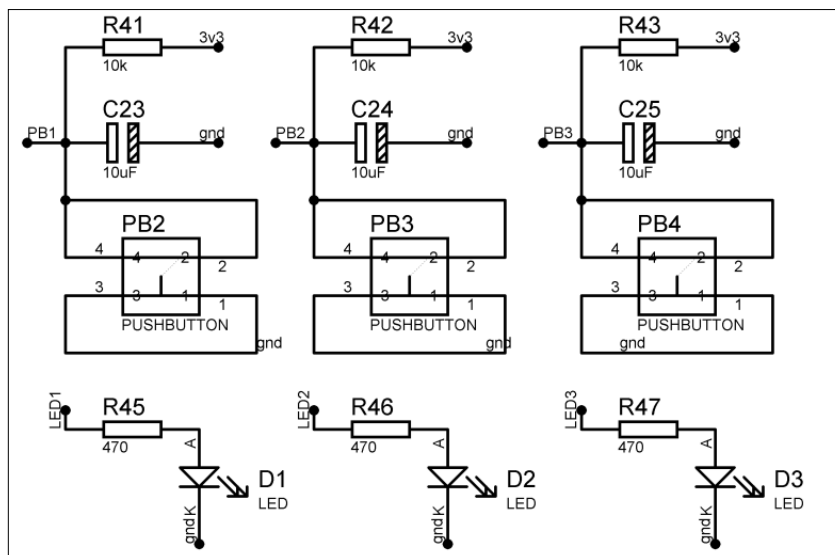 R41
R42
R43
3v3
3v3
3v3
10k
10k
10k
C23
C24
C25
PB1
gnd
PB2
gnd
PB3
gnd
10uF
10uF
10uF
PB2
PB3
PB4
4 4 2 2
4 4 2 2
4 4 2 2
3 3 1 1
3 3 1 1
3 3 1 1
PUSHBUTTON
PUSHBUTTON
PUSHBUTTON
gnd
gnd
gnd
LED1
R45
LED2
R46
LED3
R47
470
A
470
A
470
A
D1
D2
D3
LED
LED
LED
gnd K
gnd K
gnd K